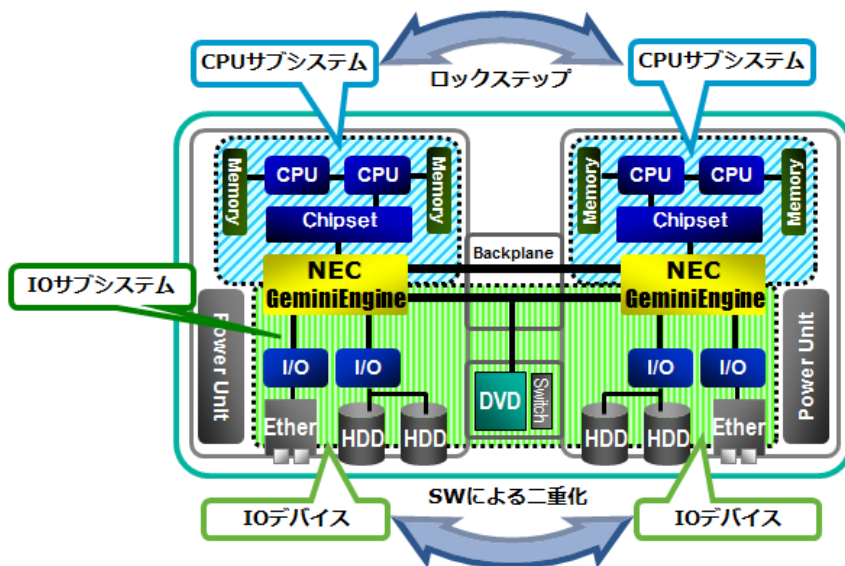 CPUサブシステム
ロックステップ
CPUサブシステム
Memory
CPU
CPU
Memory
Chipset
Memory
CPU
CPU
Memory
Chipset
Backplane
NEC
GeminiEngine
NEC
GeminiEngine
IOサブシステム
Power Unit
I/O
I/O
Ether
HDD
HDD
DVD
Switch
I/O
I/O
HDD
HDD
Ether
Power Unit
SWによる二重化
IOデバイス
IOデバイス